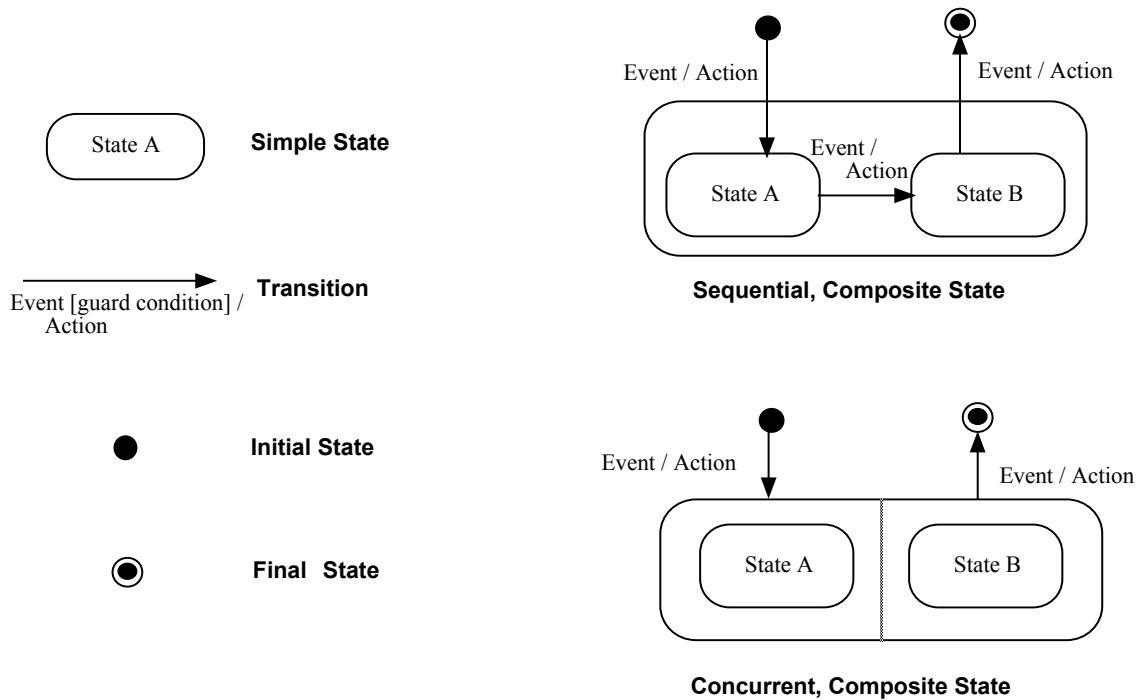 State A
Simple State
Event [guard condition] /
Action
Transition
Initial State
Final State
Event / Action
Event / Action
State A
Event /
Action
State B
Sequential, Composite State
Event / Action
Event / Action
State A
State B
Concurrent, Composite State